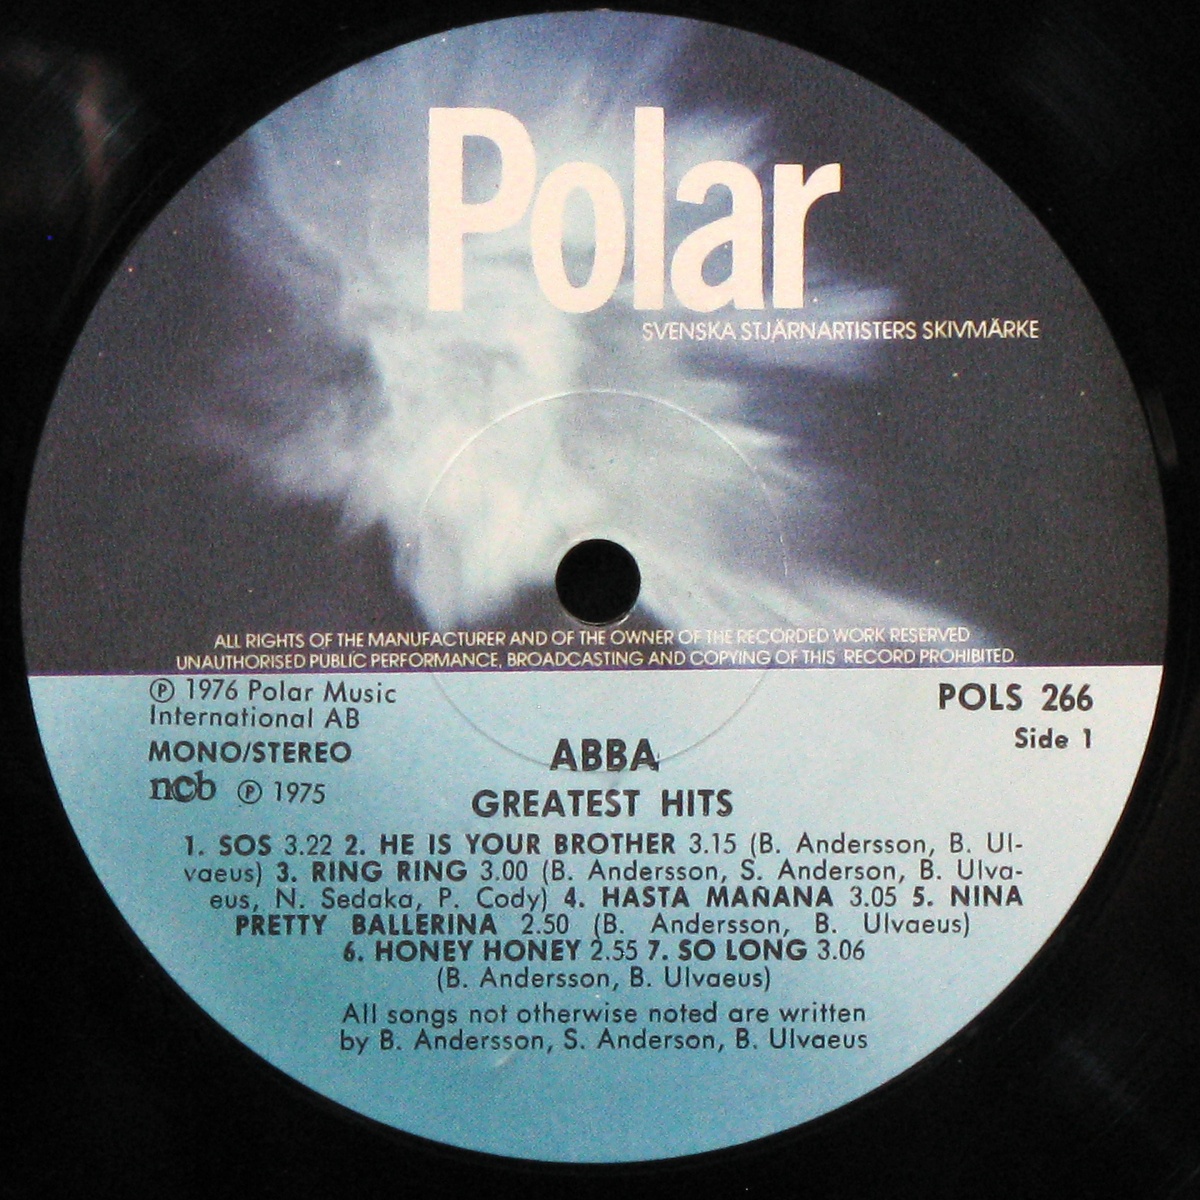 Polar
SVENSKA STJÄRNARTISTERS SKIVMÄRKE
ALL RIGHTS OF THE MANUFACTURER AND OF THE OWNER OF THE RECORDED WORK RESERVED
UNAUTHORISED PUBLIC PERFORMANCE, BROADCASTING AND COPYING OF THIS RECORD PROHIBITED
Ⓟ 1976 Polar Music
International AB
MONO/STEREO
ncb Ⓟ 1975
POLS 266
Side 1
ABBA
GREATEST HITS
1. SOS 3.22 2. HE IS YOUR BROTHER 3.15 (B. Andersson, B. Ul-
vaeus) 3. RING RING 3.00 (B. Andersson, S. Anderson, B. Ulva-
eus, N. Sedaka, P. Cody) 4. HASTA MAÑANA 3.05 5. NINA
PRETTY BALLERINA 2.50 (B. Andersson, B. Ulvaeus)
6. HONEY HONEY 2.55 7. SO LONG 3.06
(B. Andersson, B. Ulvaeus)
All songs not otherwise noted are written
by B. Andersson, S. Anderson, B. Ulvaeus